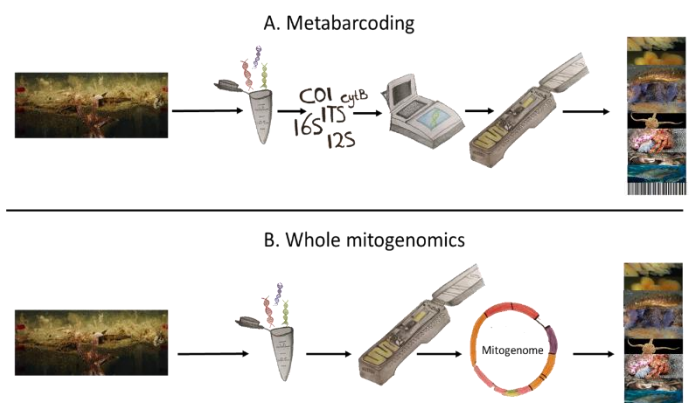 A. Metabarcoding
COI cytB
ITS
16S
12S
B. Whole mitogenomics
Mitogenome